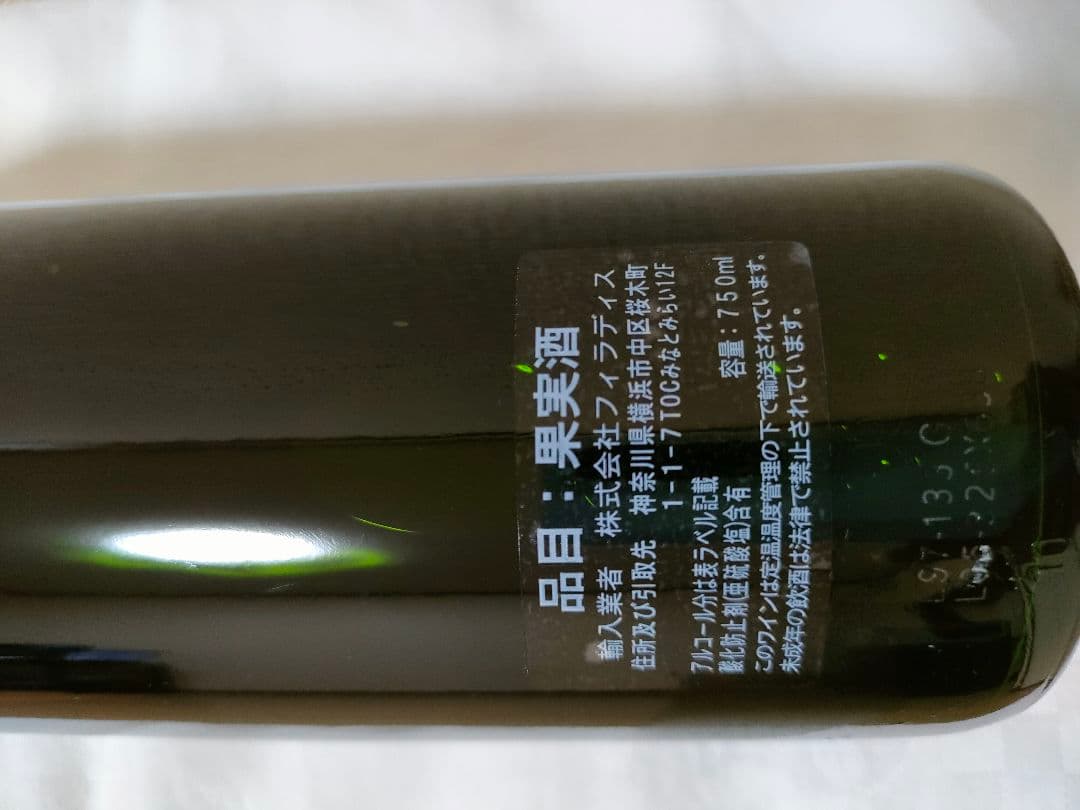 品目：果実酒
輸入業者 株式会社フィラディス
住所及び引取先 神奈川県横浜市中区桜木町
1-1-7TOCみなとみらい12F
アルコール分は表ラベル記載
酸化防止剤(亜硫酸塩)含有 容量：750ml
このワインは定温温度管理の下で輸送されています。
未成年の飲酒は法律で禁止されています。